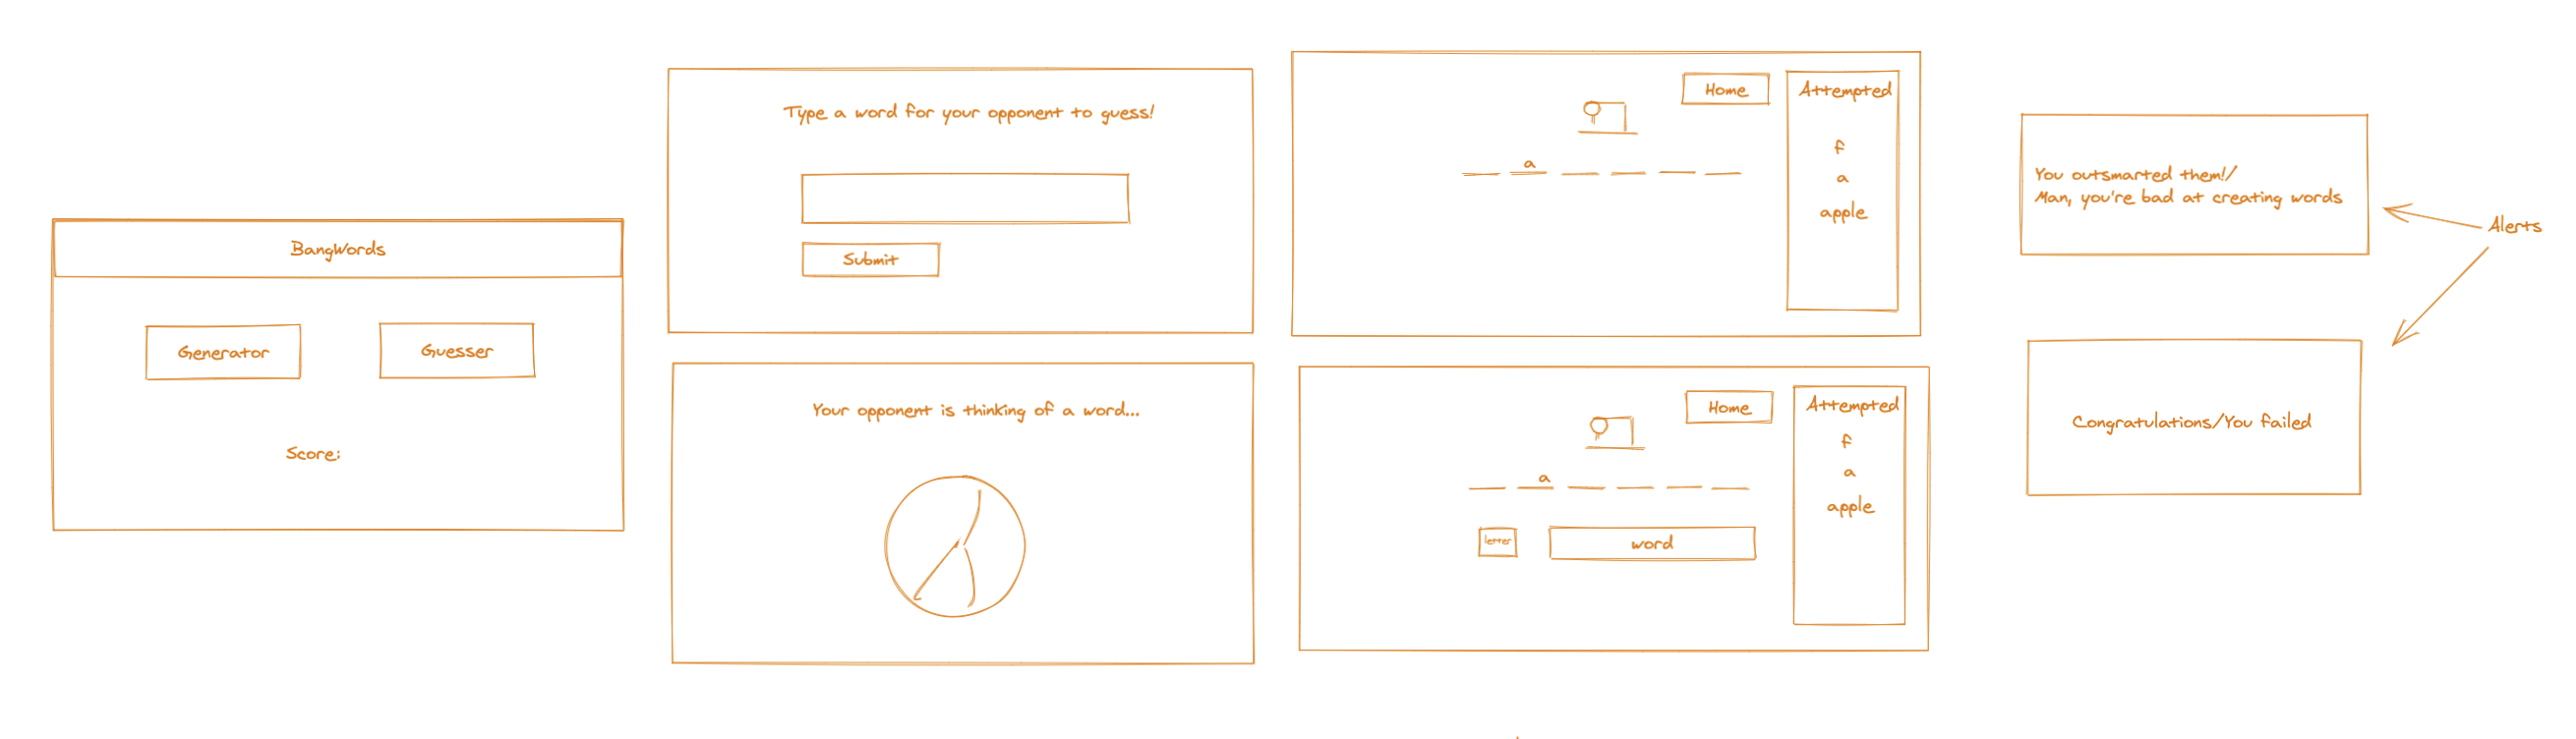 BangWords
Generator
Guesser
Score:
Type a word for your opponent to guess!
Submit
Your opponent is thinking of a word...
Home
Attempted
a
f
a
apple
Home
Attempted
a
f
a
apple
letter
word
You outsmarted them!/
Man, you're bad at creating words
Alerts
Congratulations/You failed